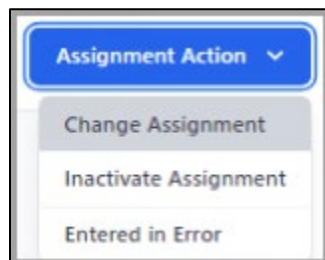 Assignment Action
Change Assignment
Inactivate Assignment
Entered in Error